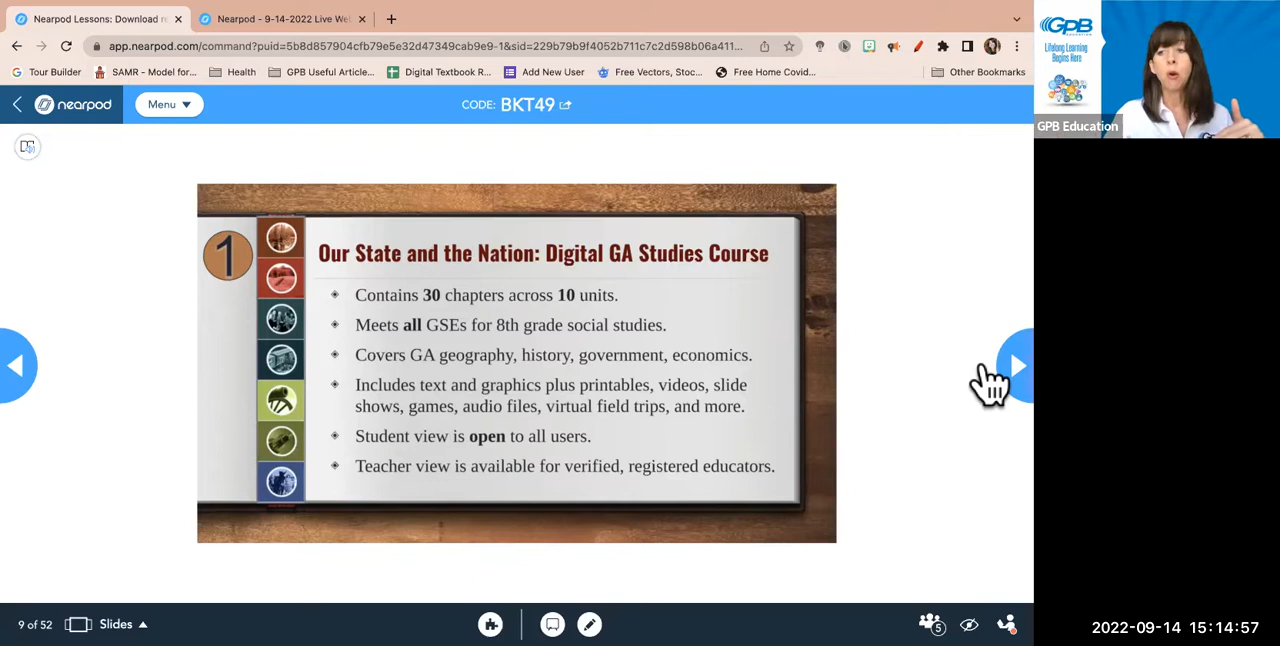 Nearpod Lessons: Download re
Nearpod - 9-14-2022 Live We
app.nearpod.com/command?puid=5b8d857904cfb79e5e32d47349cab9e9-1&sid=229b79b9f4052b711c7c2d598b06a411...
Tour Builder
SAMR - Model for...
Health
GPB Useful Article...
Digital Textbook R...
Add New User
Free Vectors, Stoc...
Free Home Covid...
Other Bookmarks
nearpod
Menu
CODE: BKT49
GPB
EDUCATION
Lifelong Learning
Begins Here
GPB Education
1
Our State and the Nation: Digital GA Studies Course
Contains 30 chapters across 10 units.
Meets all GSEs for 8th grade social studies.
Covers GA geography, history, government, economics.
Includes text and graphics plus printables, videos, slide
shows, games, audio files, virtual field trips, and more.
Student view is open to all users.
Teacher view is available for verified, registered educators.
9 of 52
Slides
5
2022-09-14 15:14:57